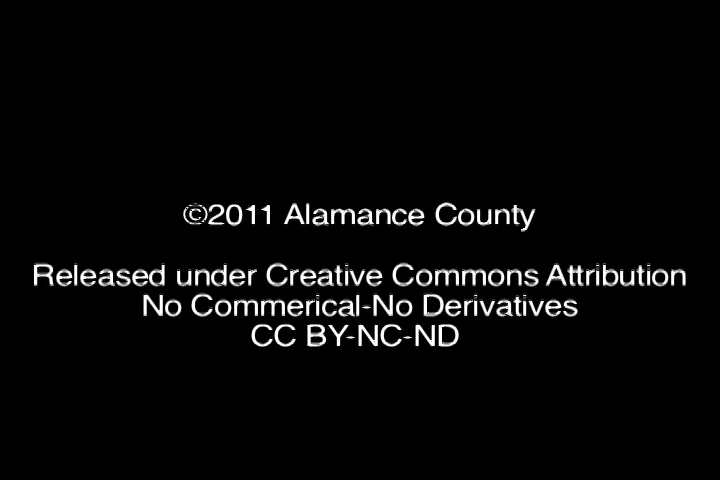 ©2011 Alamance County
Released under Creative Commons Attribution
No Commerical-No Derivatives
CC BY-NC-ND